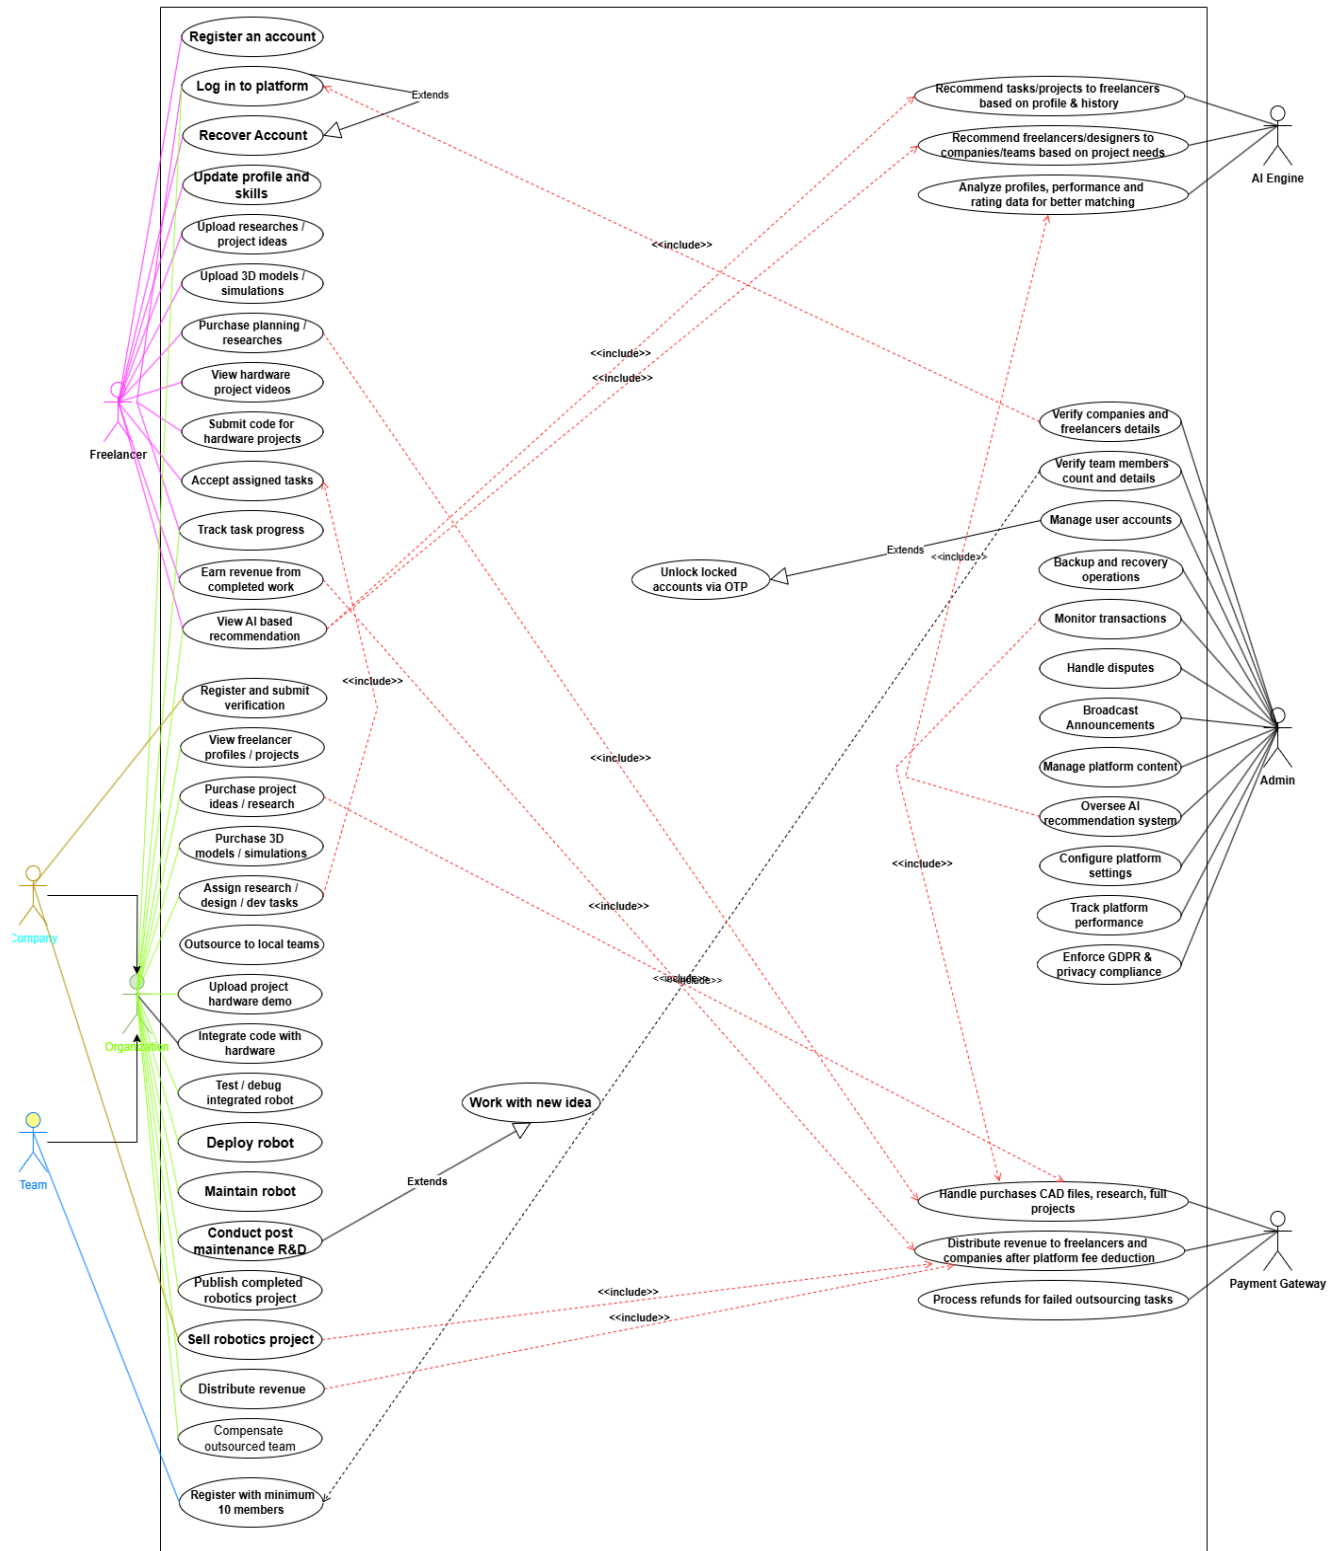 Register an account
Log in to platform
Extends
Recover Account
Update profile and
skills
Upload researches /
project ideas
Upload 3D models /
simulations
Purchase planning /
researches
View hardware
project videos
Submit code for
hardware projects
Accept assigned tasks
Track task progress
Earn revenue from
completed work
View AI based
recommendation
Freelancer
Register and submit
verification
View freelancer
profiles / projects
Purchase project
ideas / research
Purchase 3D
models / simulations
Assign research /
design / dev tasks
Outsource to local teams
Upload project
hardware demo
Integrate code with
hardware
Test / debug
integrated robot
Deploy robot
Maintain robot
Conduct post
maintenance R&D
Publish completed
robotics project
Sell robotics project
Distribute revenue
Compensate
outsourced team
Register with minimum
10 members
Company
Organization
Team
<<include>>
<<include>>
<<include>>
<<include>>
<<include>>
<<include>>
<<include>>
<<include>>
<<include>>
<<include>>
<<include>>
<<include>>
<<include>>
Extends
Unlock locked
accounts via OTP
Work with new idea
Extends
Recommend tasks/projects to freelancers
based on profile & history
Recommend freelancers/designers to
companies/teams based on project needs
Analyze profiles, performance and
rating data for better matching
AI Engine
Verify companies and
freelancers details
Verify team members
count and details
Manage user accounts
Backup and recovery
operations
Monitor transactions
Handle disputes
Broadcast
Announcements
Manage platform content
Oversee AI
recommendation system
Configure platform
settings
Track platform
performance
Enforce GDPR &
privacy compliance
Admin
Handle purchases CAD files, research, full
projects
Distribute revenue to freelancers and
companies after platform fee deduction
Process refunds for failed outsourcing tasks
Payment Gateway